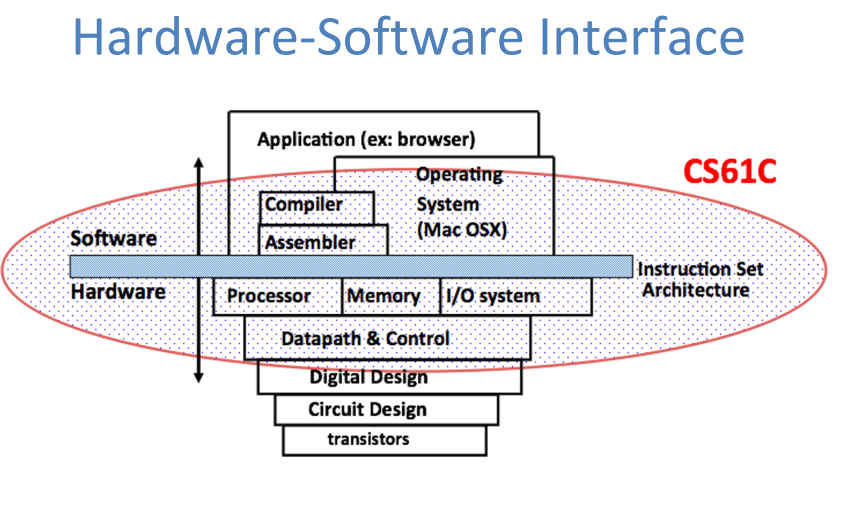 Hardware-Software Interface
Application (ex: browser)
CS61C
Operating
System
(Mac OSX)
Compiler
Assembler
Software
Instruction Set
Architecture
Hardware
Processor
Memory
I/O system
Datapath & Control
Digital Design
Circuit Design
transistors